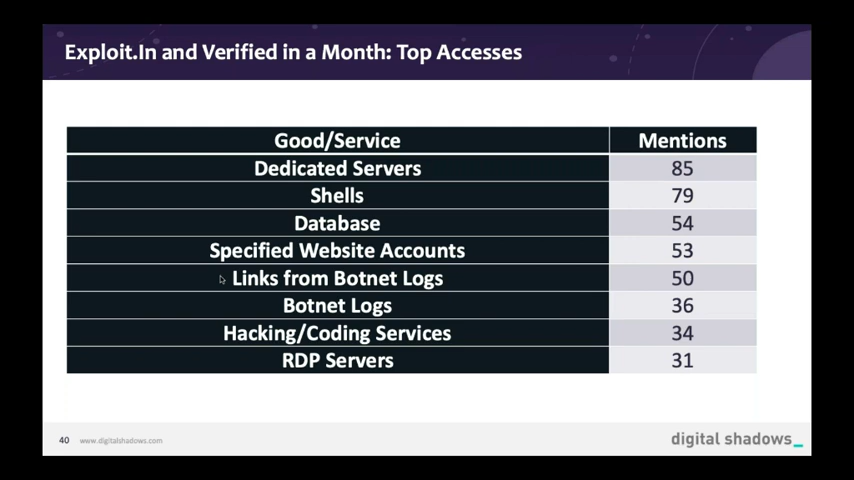 Exploit.In and Verified in a Month: Top Accesses
Good/Service Mentions
Dedicated Servers 85
Shells 79
Database 54
Specified Website Accounts 53
Links from Botnet Logs 50
Botnet Logs 36
Hacking/Coding Services 34
RDP Servers 31
40 www.digitalshadows.com
digital shadows_